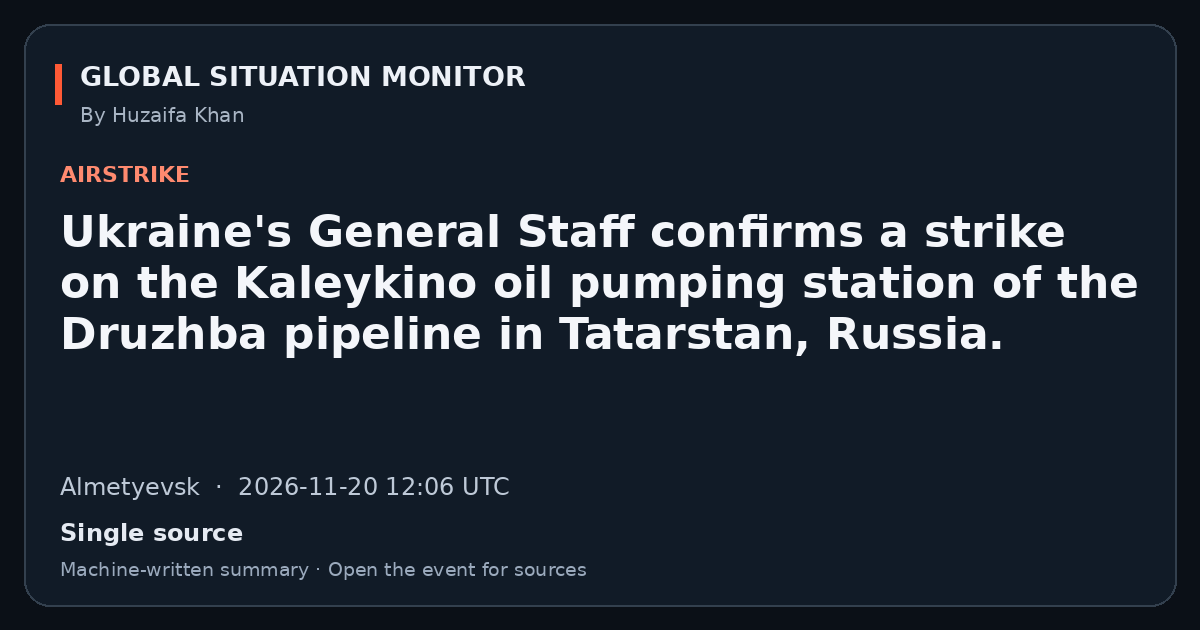 GLOBAL SITUATION MONITOR
By Huzaifa Khan
AIRSTRIKE
Ukraine's General Staff confirms a strike
on the Kaleykino oil pumping station of the
Druzhba pipeline in Tatarstan, Russia.
Almetyevsk · 2026-11-20 12:06 UTC
Single source
Machine-written summary · Open the event for sources